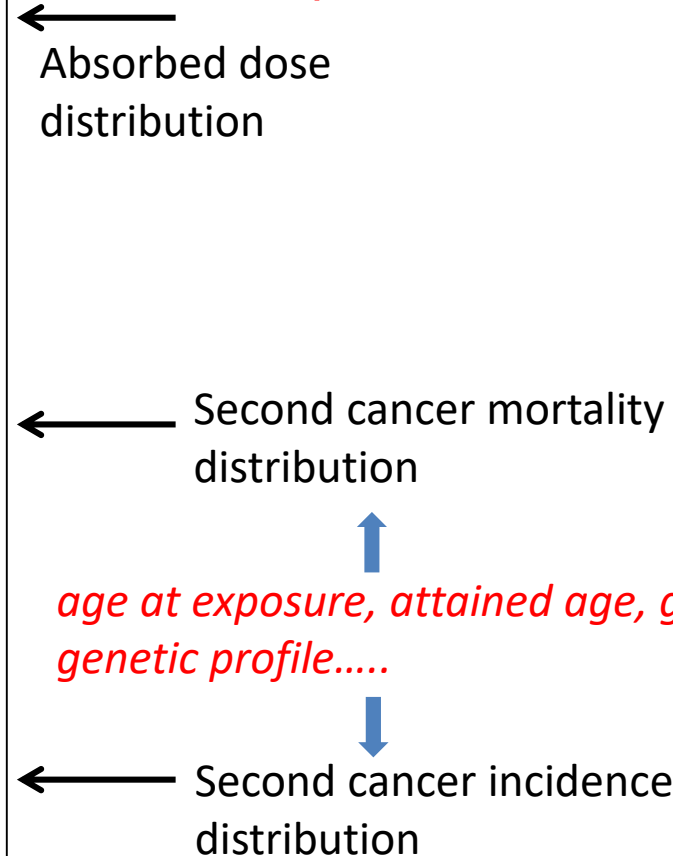 Absorbed dose
distribution
Second cancer mortality
distribution
age at exposure, attained age, g
genetic profile…..
Second cancer incidence
distribution